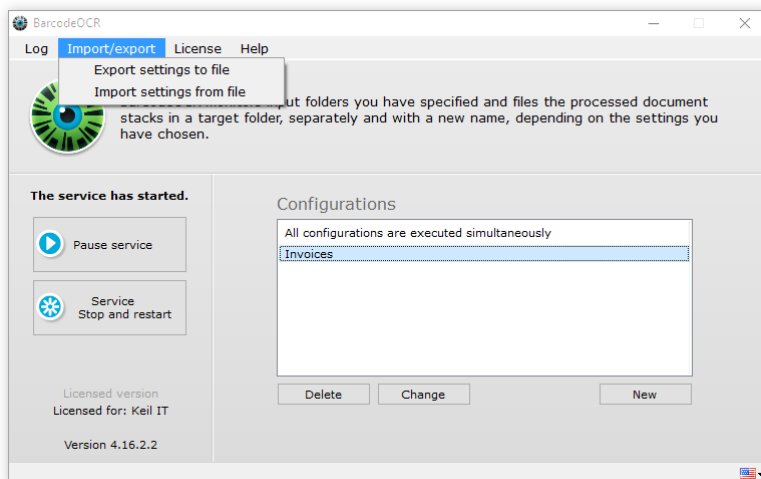 BarcodeOCR
Log Import/export License Help
Export settings to file
Import settings from file
input folders you have specified and files the processed document
stacks in a target folder, separately and with a new name, depending on the settings you
have chosen.
The service has started.
Pause service
Service
Stop and restart
Licensed version
Licensed for: Keil IT
Version 4.16.2.2
Configurations
All configurations are executed simultaneously
Invoices
Delete Change New